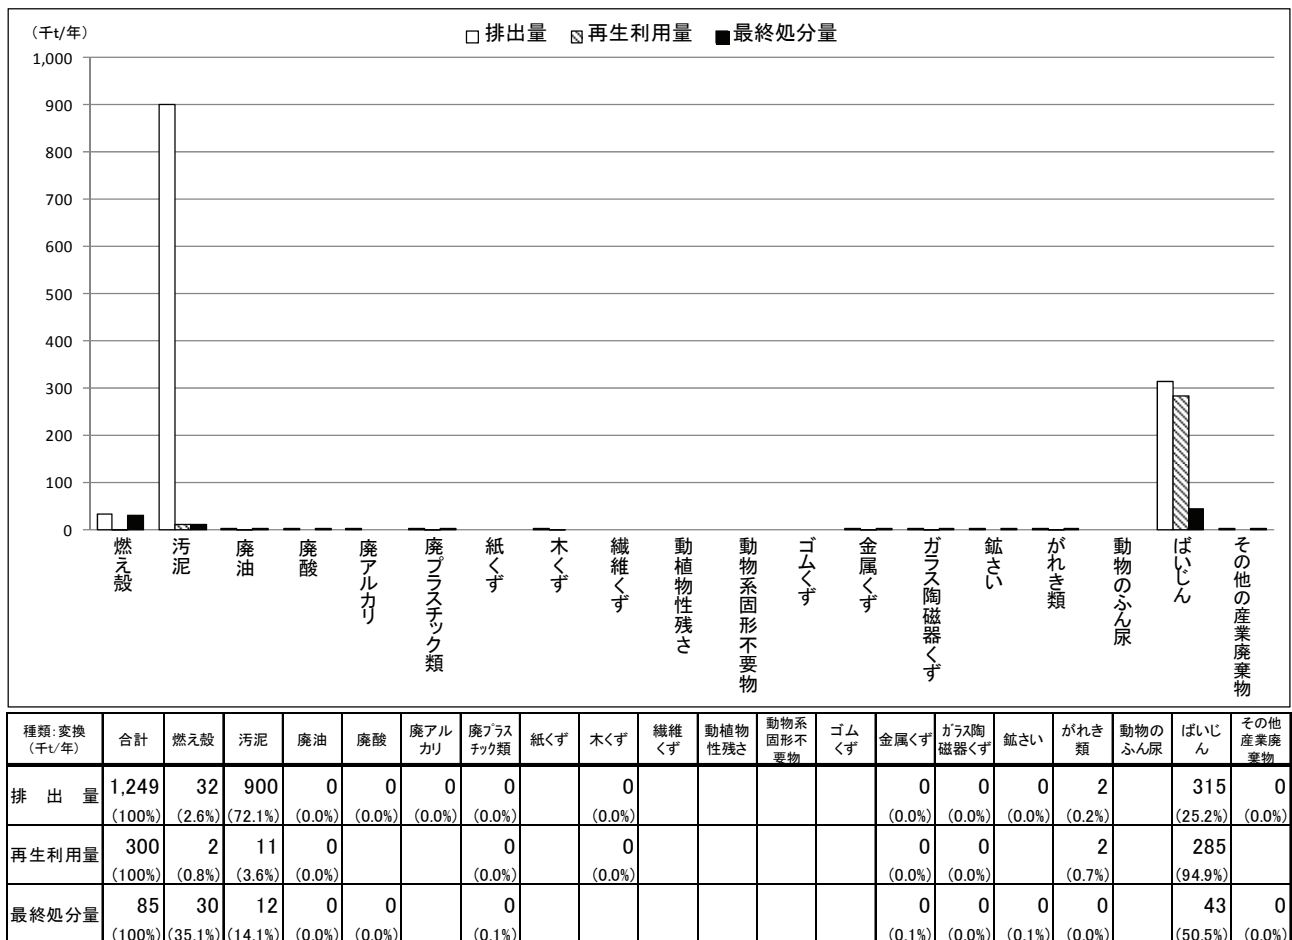 （千t/年）
□排出量 ▧再生利用量 ■最終処分量
1,000
900
800
700
600
500
400
300
200
100
0
燃え殻
汚泥
廃油
廃酸
廃アルカリ
廃プラスチック類
紙くず
木くず
繊維くず
動植物性残さ
動物系固形不要物
ゴムくず
金属くず
ガラス陶磁器くず
鉱さい
がれき類
動物のふん尿
ばいじん
その他の産業廃棄物
種類:変換（千t/年） 合計 燃え殻 汚泥 廃油 廃酸 廃アルカリ 廃プラスチック類 紙くず 木くず 繊維くず 動植物性残さ 動物系固形不要物 ゴムくず 金属くず ガラス陶磁器くず 鉱さい がれき類 動物のふん尿 ばいじん その他産業廃棄物
排出量 1,249 32 900 0 0 0 0 0 0 0 0 2 315 0
(100%) (2.6%) (72.1%) (0.0%) (0.0%) (0.0%) (0.0%) (0.0%) (0.0%) (0.0%) (0.0%) (0.2%) (25.2%) (0.0%)
再生利用量 300 2 11 0 0 0 0 0 2 285
(100%) (0.8%) (3.6%) (0.0%) (0.0%) (0.0%) (0.0%) (0.0%) (0.7%) (94.9%)
最終処分量 85 30 12 0 0 0 0 0 0 0 43 0
(100%) (35.1%) (14.1%) (0.0%) (0.0%) (0.1%) (0.1%) (0.0%) (0.1%) (0.0%) (50.5%) (0.0%)